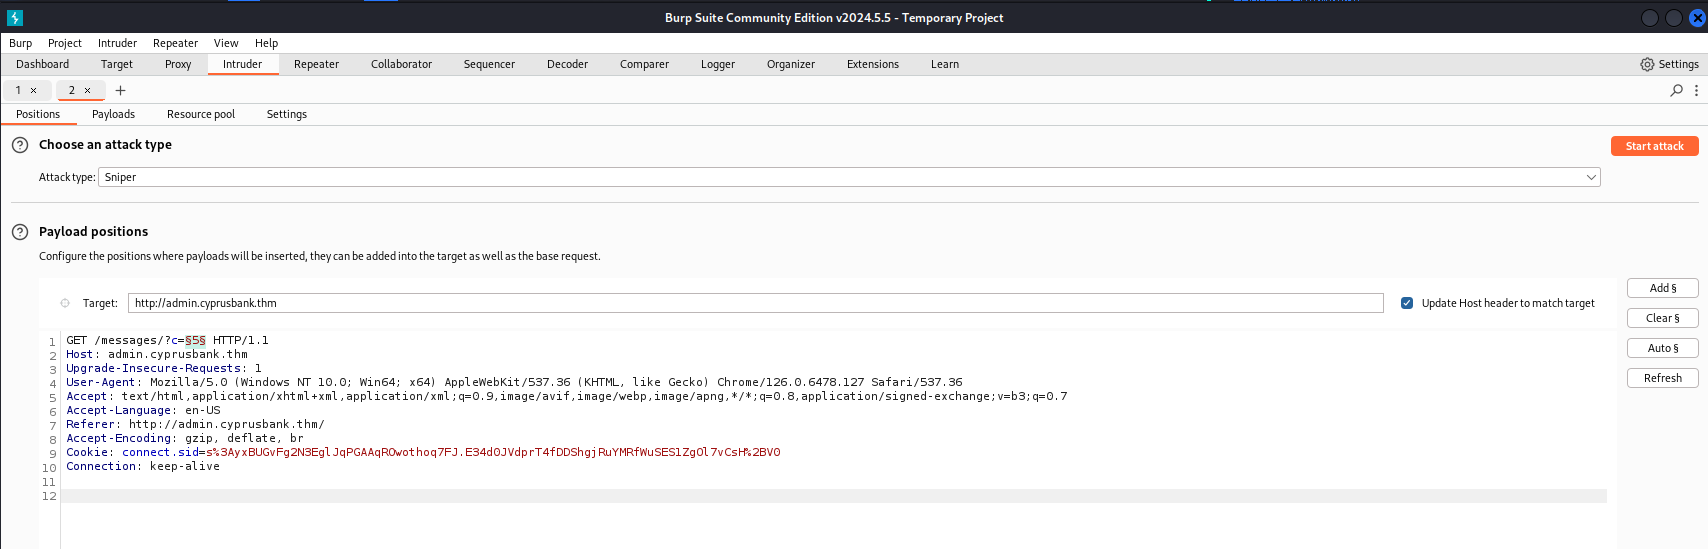 Burp Suite Community Edition v2024.5.5 - Temporary Project
Burp Project Intruder Repeater View Help
Dashboard Target Proxy Intruder Repeater Collaborator Sequencer Decoder Comparer Logger Organizer Extensions Learn Settings
1 × 2 × +
Positions Payloads Resource pool Settings
? Choose an attack type
Start attack
Attack type: Sniper
? Payload positions
Configure the positions where payloads will be inserted, they can be added into the target as well as the base request.
Target: http://admin.cyprusbank.thm
Update Host header to match target
Add §
Clear §
Auto §
Refresh
1 GET /messages/?c=§5§ HTTP/1.1
2 Host: admin.cyprusbank.thm
3 Upgrade-Insecure-Requests: 1
4 User-Agent: Mozilla/5.0 (Windows NT 10.0; Win64; x64) AppleWebKit/537.36 (KHTML, like Gecko) Chrome/126.0.6478.127 Safari/537.36
5 Accept: text/html,application/xhtml+xml,application/xml;q=0.9,image/avif,image/webp,image/apng,*/*;q=0.8,application/signed-exchange;v=b3;q=0.7
6 Accept-Language: en-US
7 Referer: http://admin.cyprusbank.thm/
8 Accept-Encoding: gzip, deflate, br
9 Cookie: connect.sid=s%3AyxBUGvFg2N3EglJqPGAAqROwothoq7FJ.E34d0JVdprT4fDDShgjRuYMRfWuSES1ZgOl7vCsH%2BV0
10 Connection: keep-alive
11
12